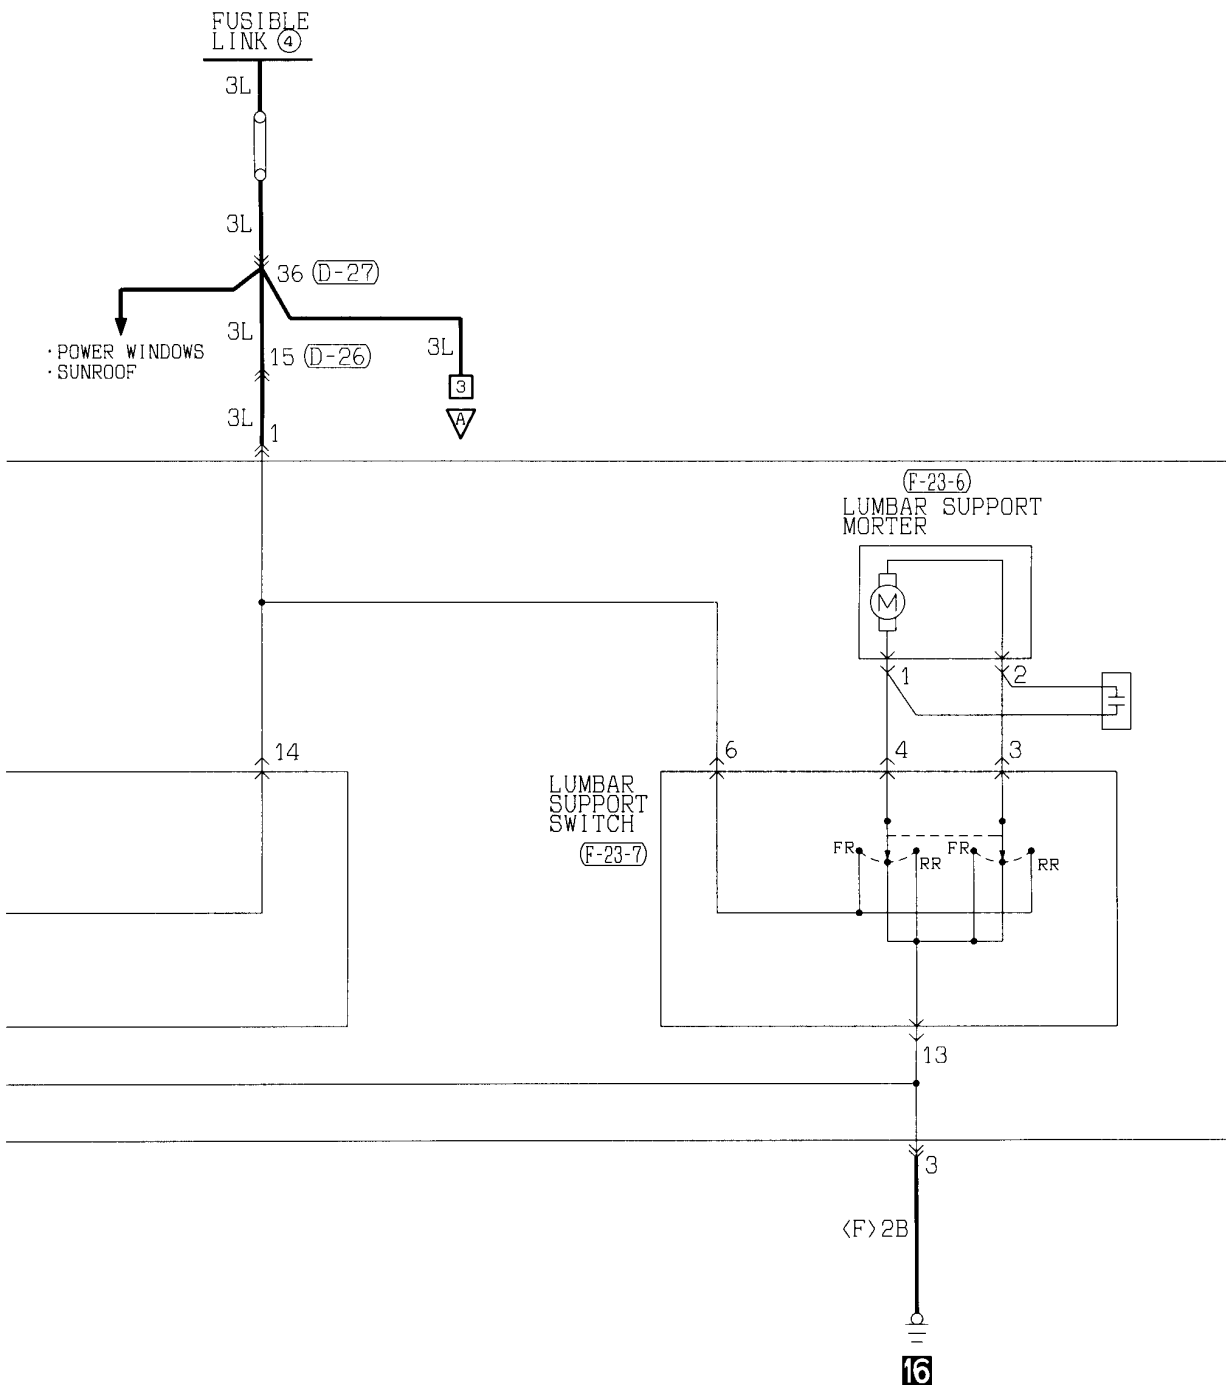 FUSIBLE
LINK ④
3L
3L
36 (D-27)
3L
15 (D-26)
3L
·POWER WINDOWS
·SUNROOF
3
A
3L
1
F-23-6
LUMBAR SUPPORT
MORTER
M
1
2
14
6
4
3
LUMBAR
SUPPORT
SWITCH
F-23-7
FR
RR
FR
RR
13
3
<F>2B
16